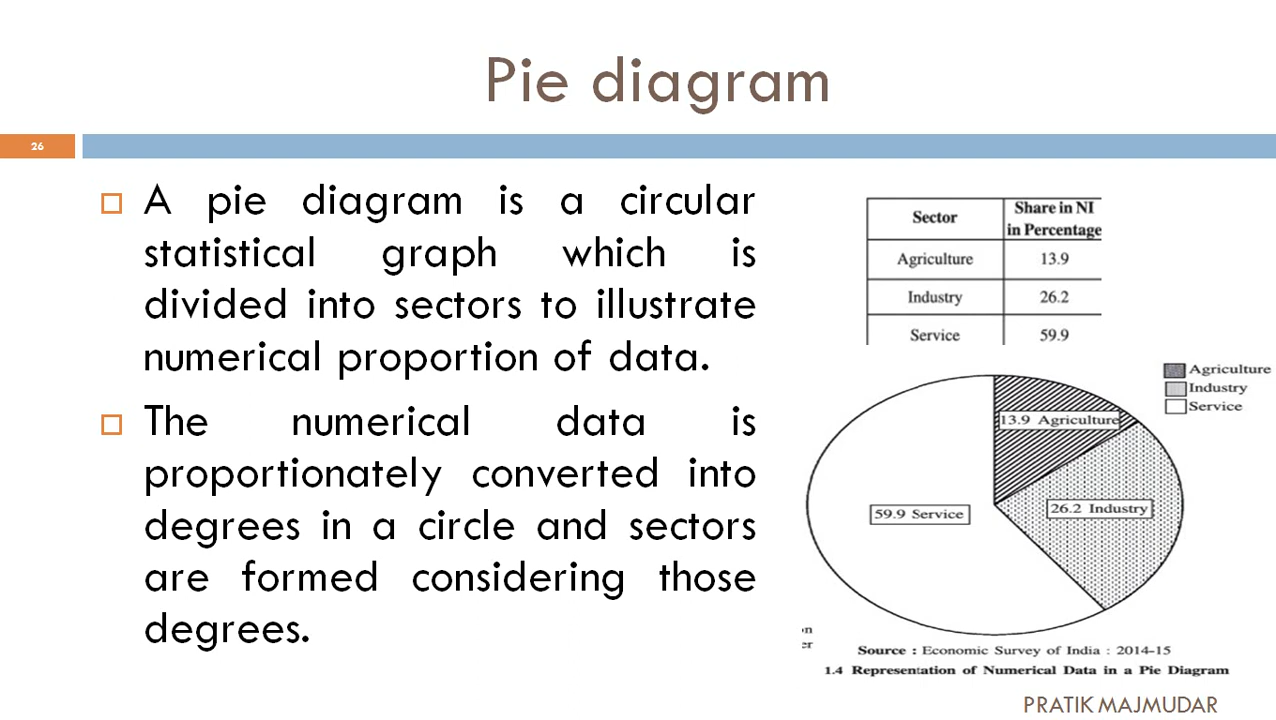 Pie diagram
26
A pie diagram is a circular
statistical graph which is
divided into sectors to illustrate
numerical proportion of data.
The numerical data is
proportionately converted into
degrees in a circle and sectors
are formed considering those
degrees.
Sector Share in NI
in Percentage
Agriculture 13.9
Industry 26.2
Service 59.9
Agriculture
Industry
Service
13.9 Agriculture
26.2 Industry
59.9 Service
Source : Economic Survey of India : 2014-15
1.4 Representation of Numerical Data in a Pie Diagram
PRATIK MAJMUDAR